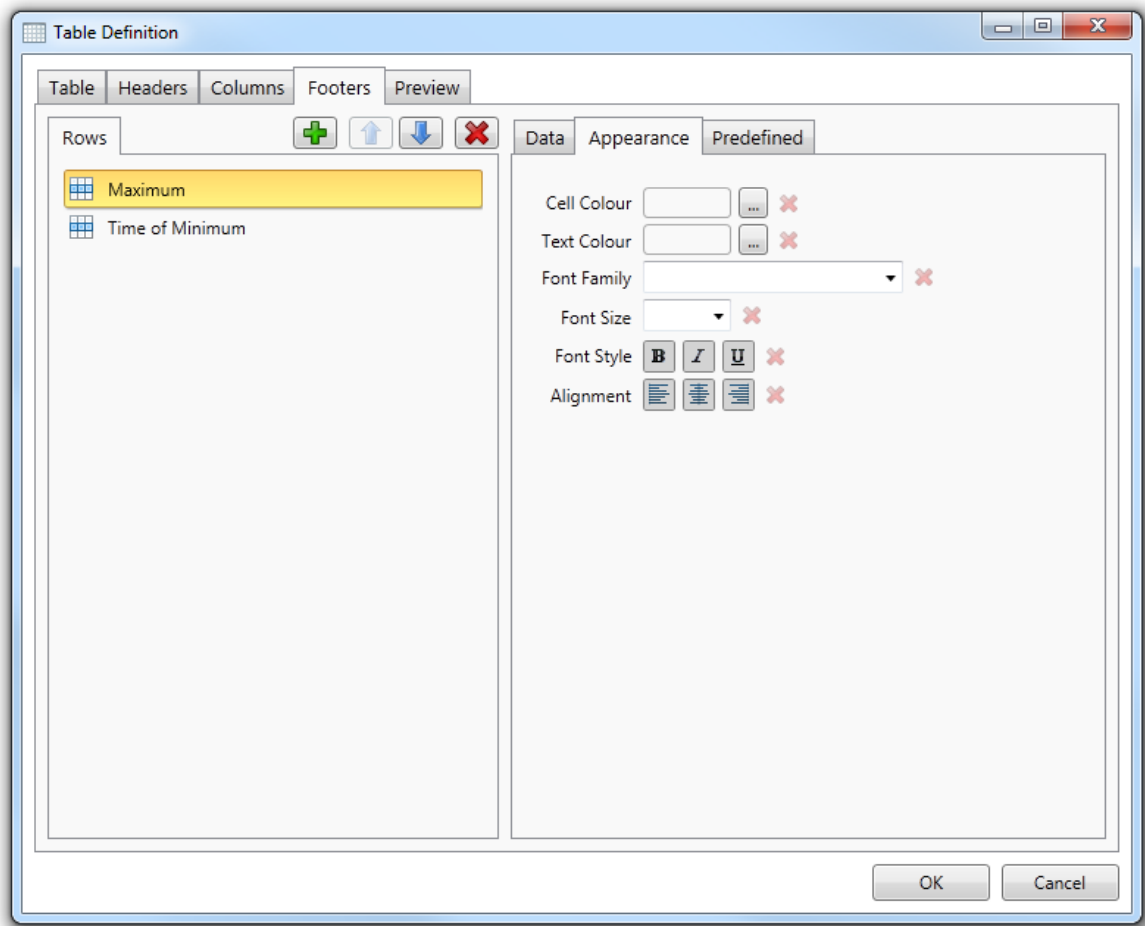 Table Definition
Table Headers Columns Footers Preview
Rows
Data Appearance Predefined
Maximum
Time of Minimum
Cell Colour ...
Text Colour ...
Font Family
Font Size
Font Style B I U
Alignment
OK Cancel